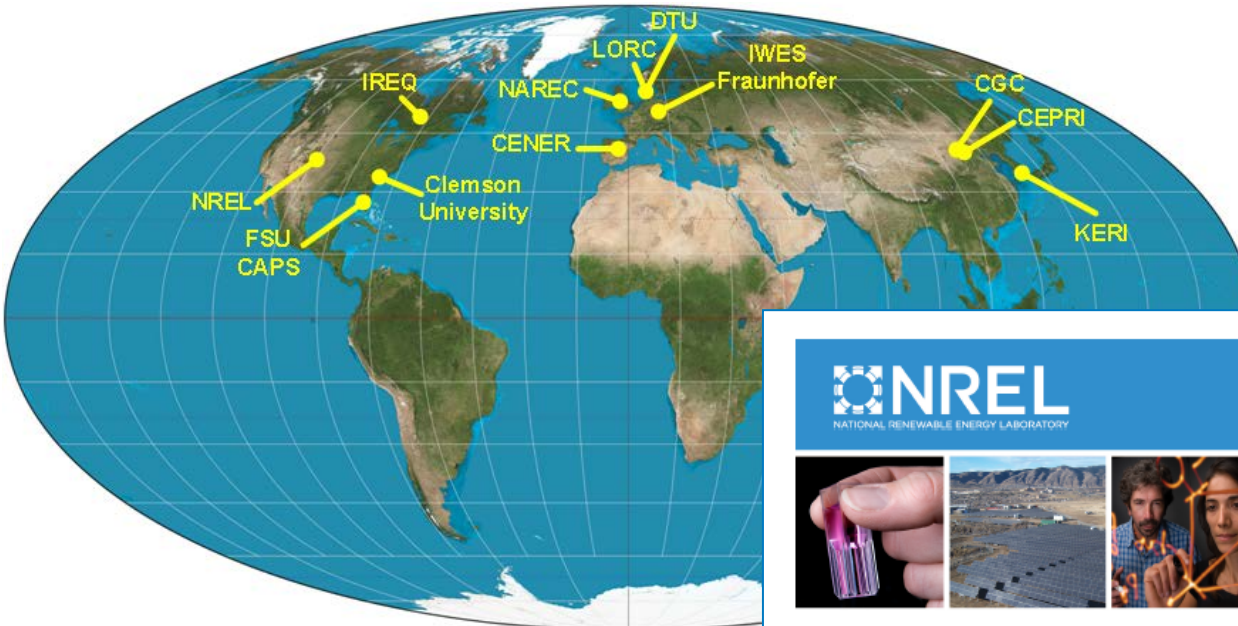 DTU
LORC
IWES
Fraunhofer
IREQ
NAREC
CGC
CEPRI
CENER
NREL
Clemson
University
FSU
CAPS
KERI
NREL
NATIONAL RENEWABLE ENERGY LABORATORY